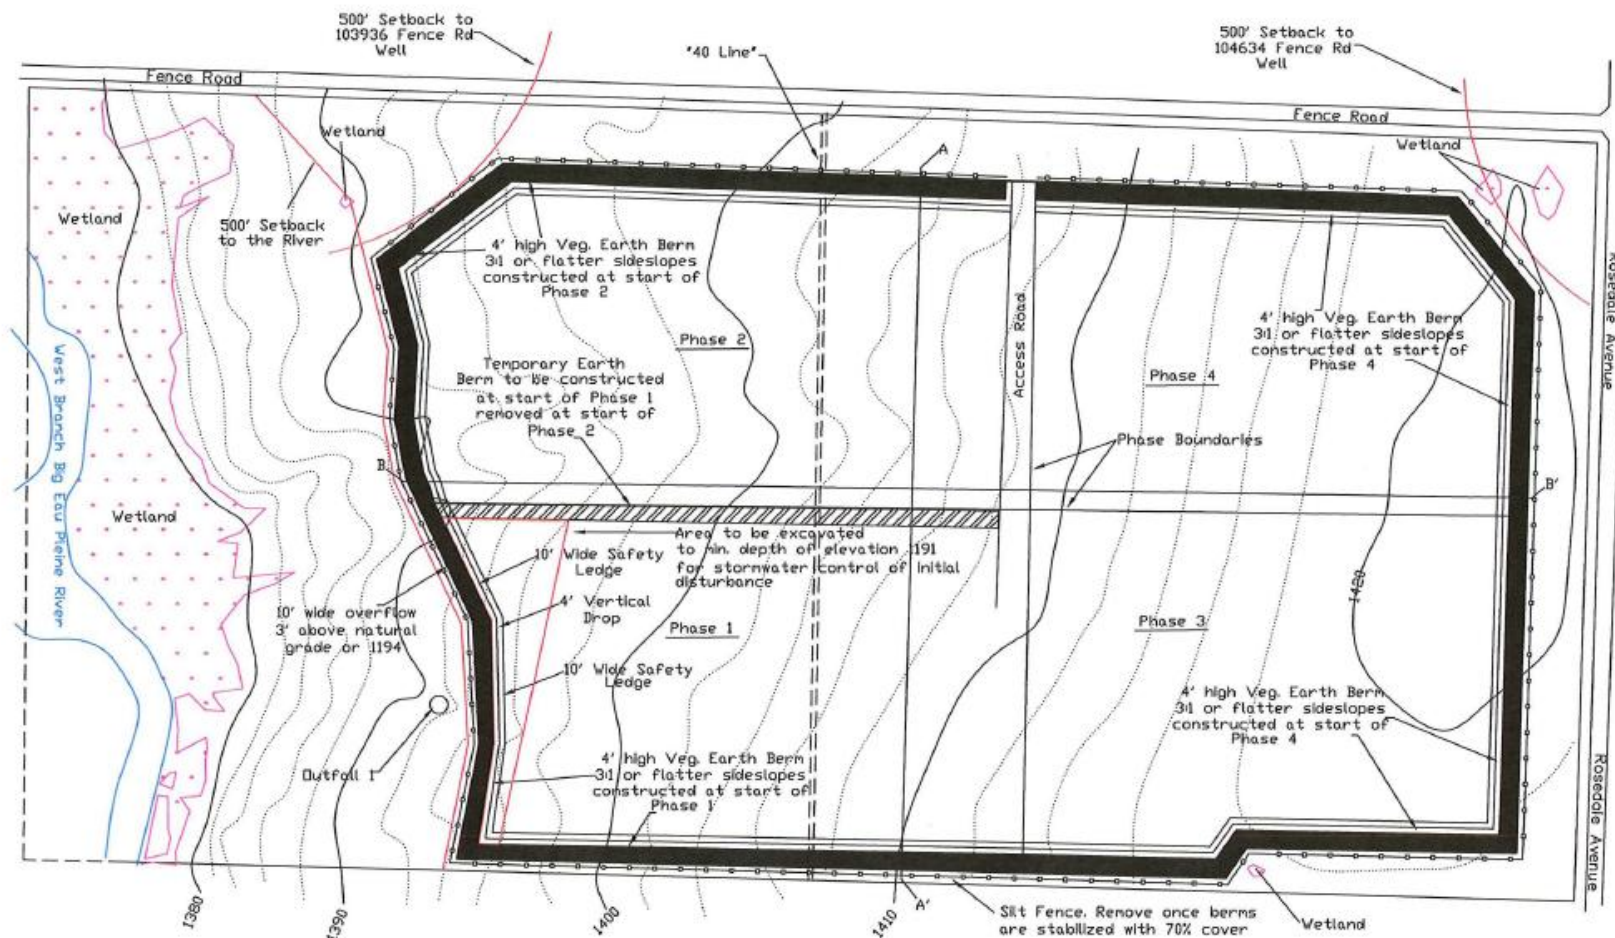 500' Setback to
103936 Fence Rd
Well
"40 Line"
500' Setback to
104634 Fence Rd
Well
Fence Road
Fence Road
Wetland
Wetland
A
Wetland
500' Setback
to the River
4' high Veg. Earth Berm
3:1 or flatter sideslopes
constructed at start of
Phase 2
Rosedale Avenue
Access Road
4' high Veg. Earth Berm
3:1 or flatter sideslopes
constructed at start of
Phase 4
Phase 2
Temporary Earth
Berm to be constructed
at start of Phase 1
removed at start of
Phase 2
Phase 4
West Branch Big Eau Pleine River
Phase Boundaries
B
B'
Wetland
Area to be excavated
to min. depth of elevation 1191
for stormwater control of initial
disturbance
10' Wide Safety
Ledge
4' Vertical
Drop
10' wide overflow
3' above natural
grade or 1194
Phase 1
Phase 3
1420
10' Wide Safety
Ledge
4' high Veg. Earth Berm
3:1 or flatter sideslopes
constructed at start of
Phase 4
Outfall 1
4' high Veg. Earth Berm
3:1 or flatter sideslopes
constructed at start of
Phase 1
Rosedale Avenue
1380
1390
1400
1410
A'
Silt Fence. Remove once berms
are stabilized with 70% cover
Wetland